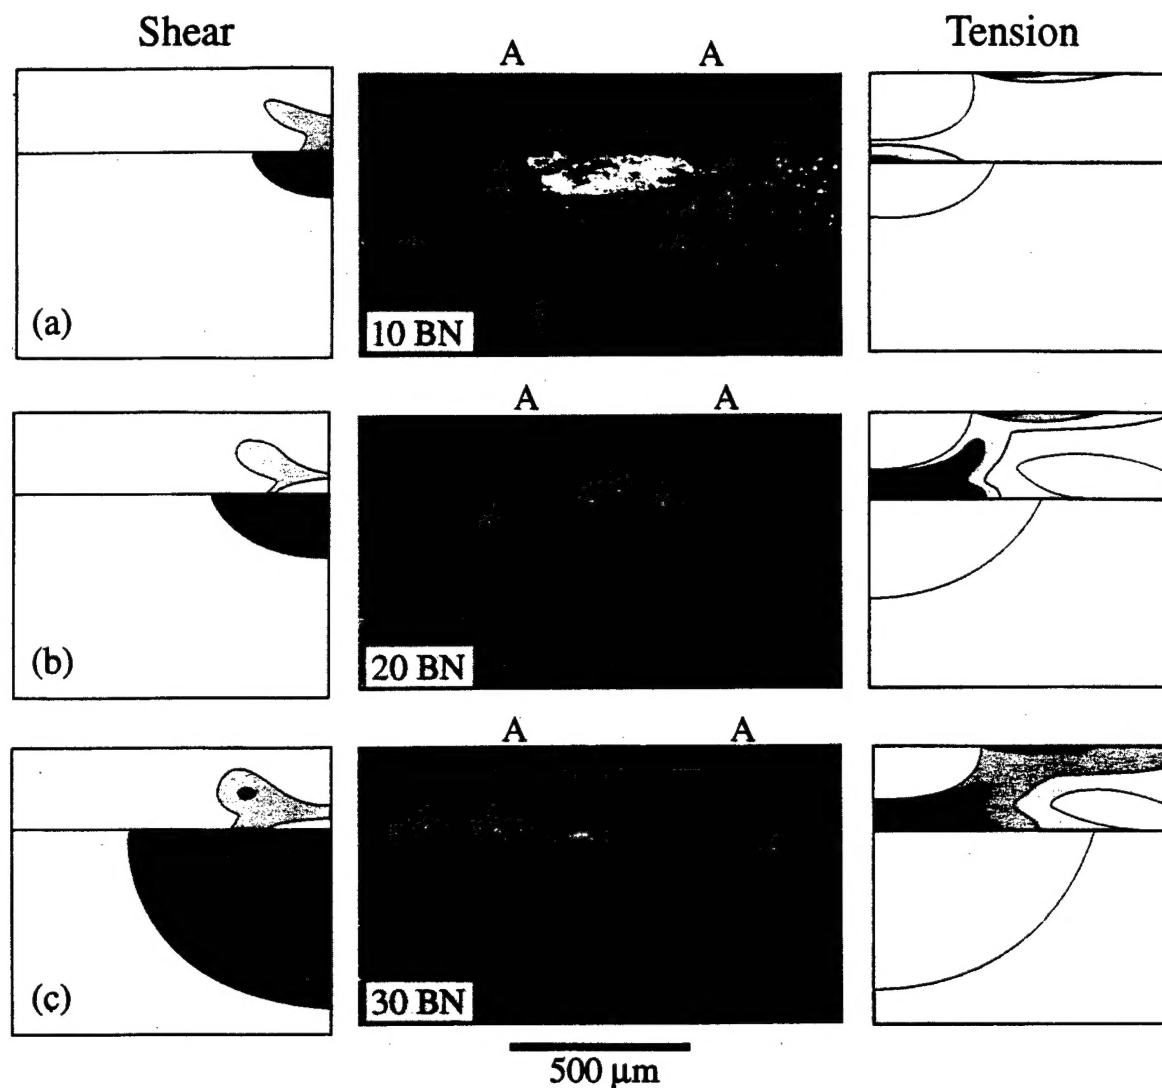 Shear
Tension
A A
(a)
10 BN
A A
(b)
20 BN
A A
(c)
30 BN
500 μm